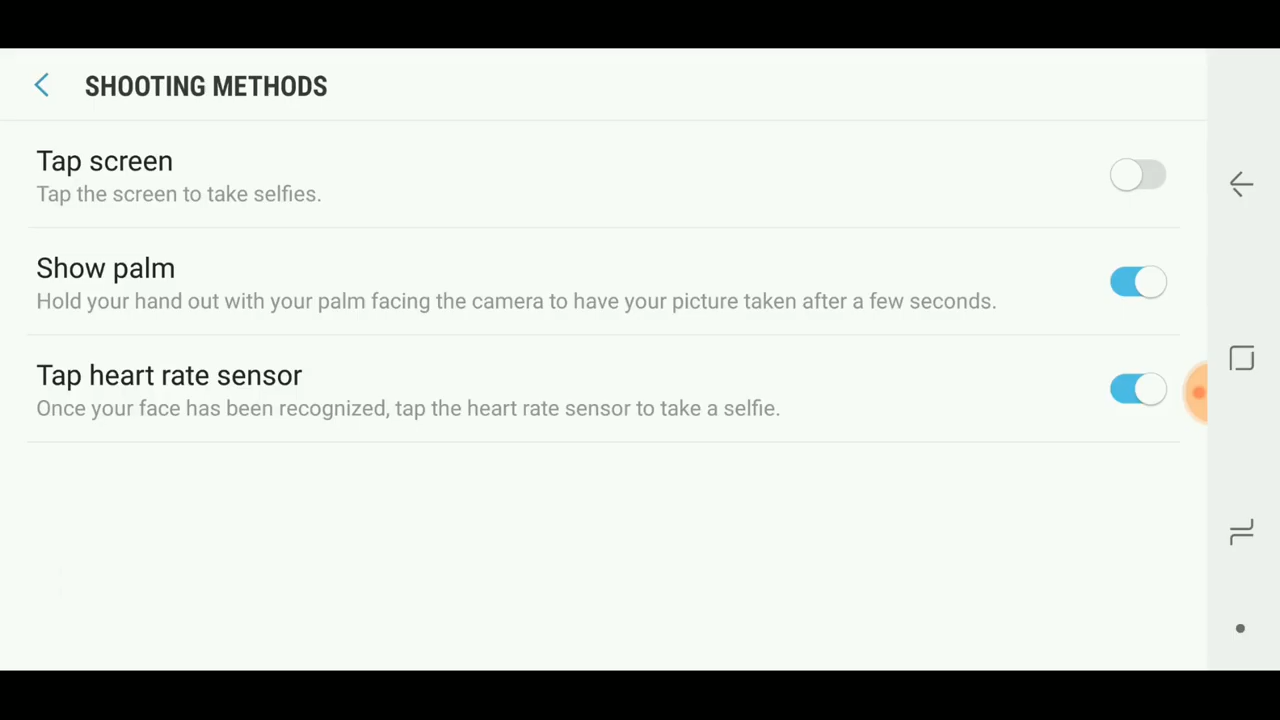 SHOOTING METHODS
Tap screen
Tap the screen to take selfies.
Show palm
Hold your hand out with your palm facing the camera to have your picture taken after a few seconds.
Tap heart rate sensor
Once your face has been recognized, tap the heart rate sensor to take a selfie.